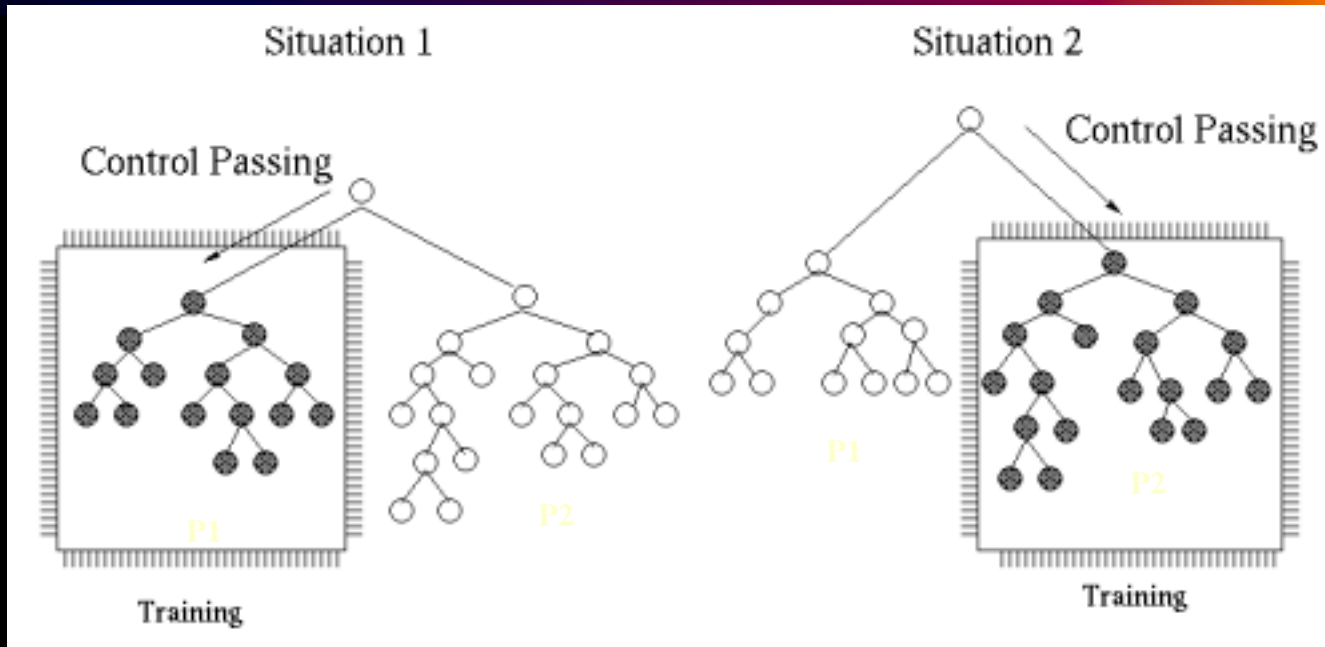 Situation 1
Control Passing
P1
P2
Training
Situation 2
Control Passing
P1
P2
Training